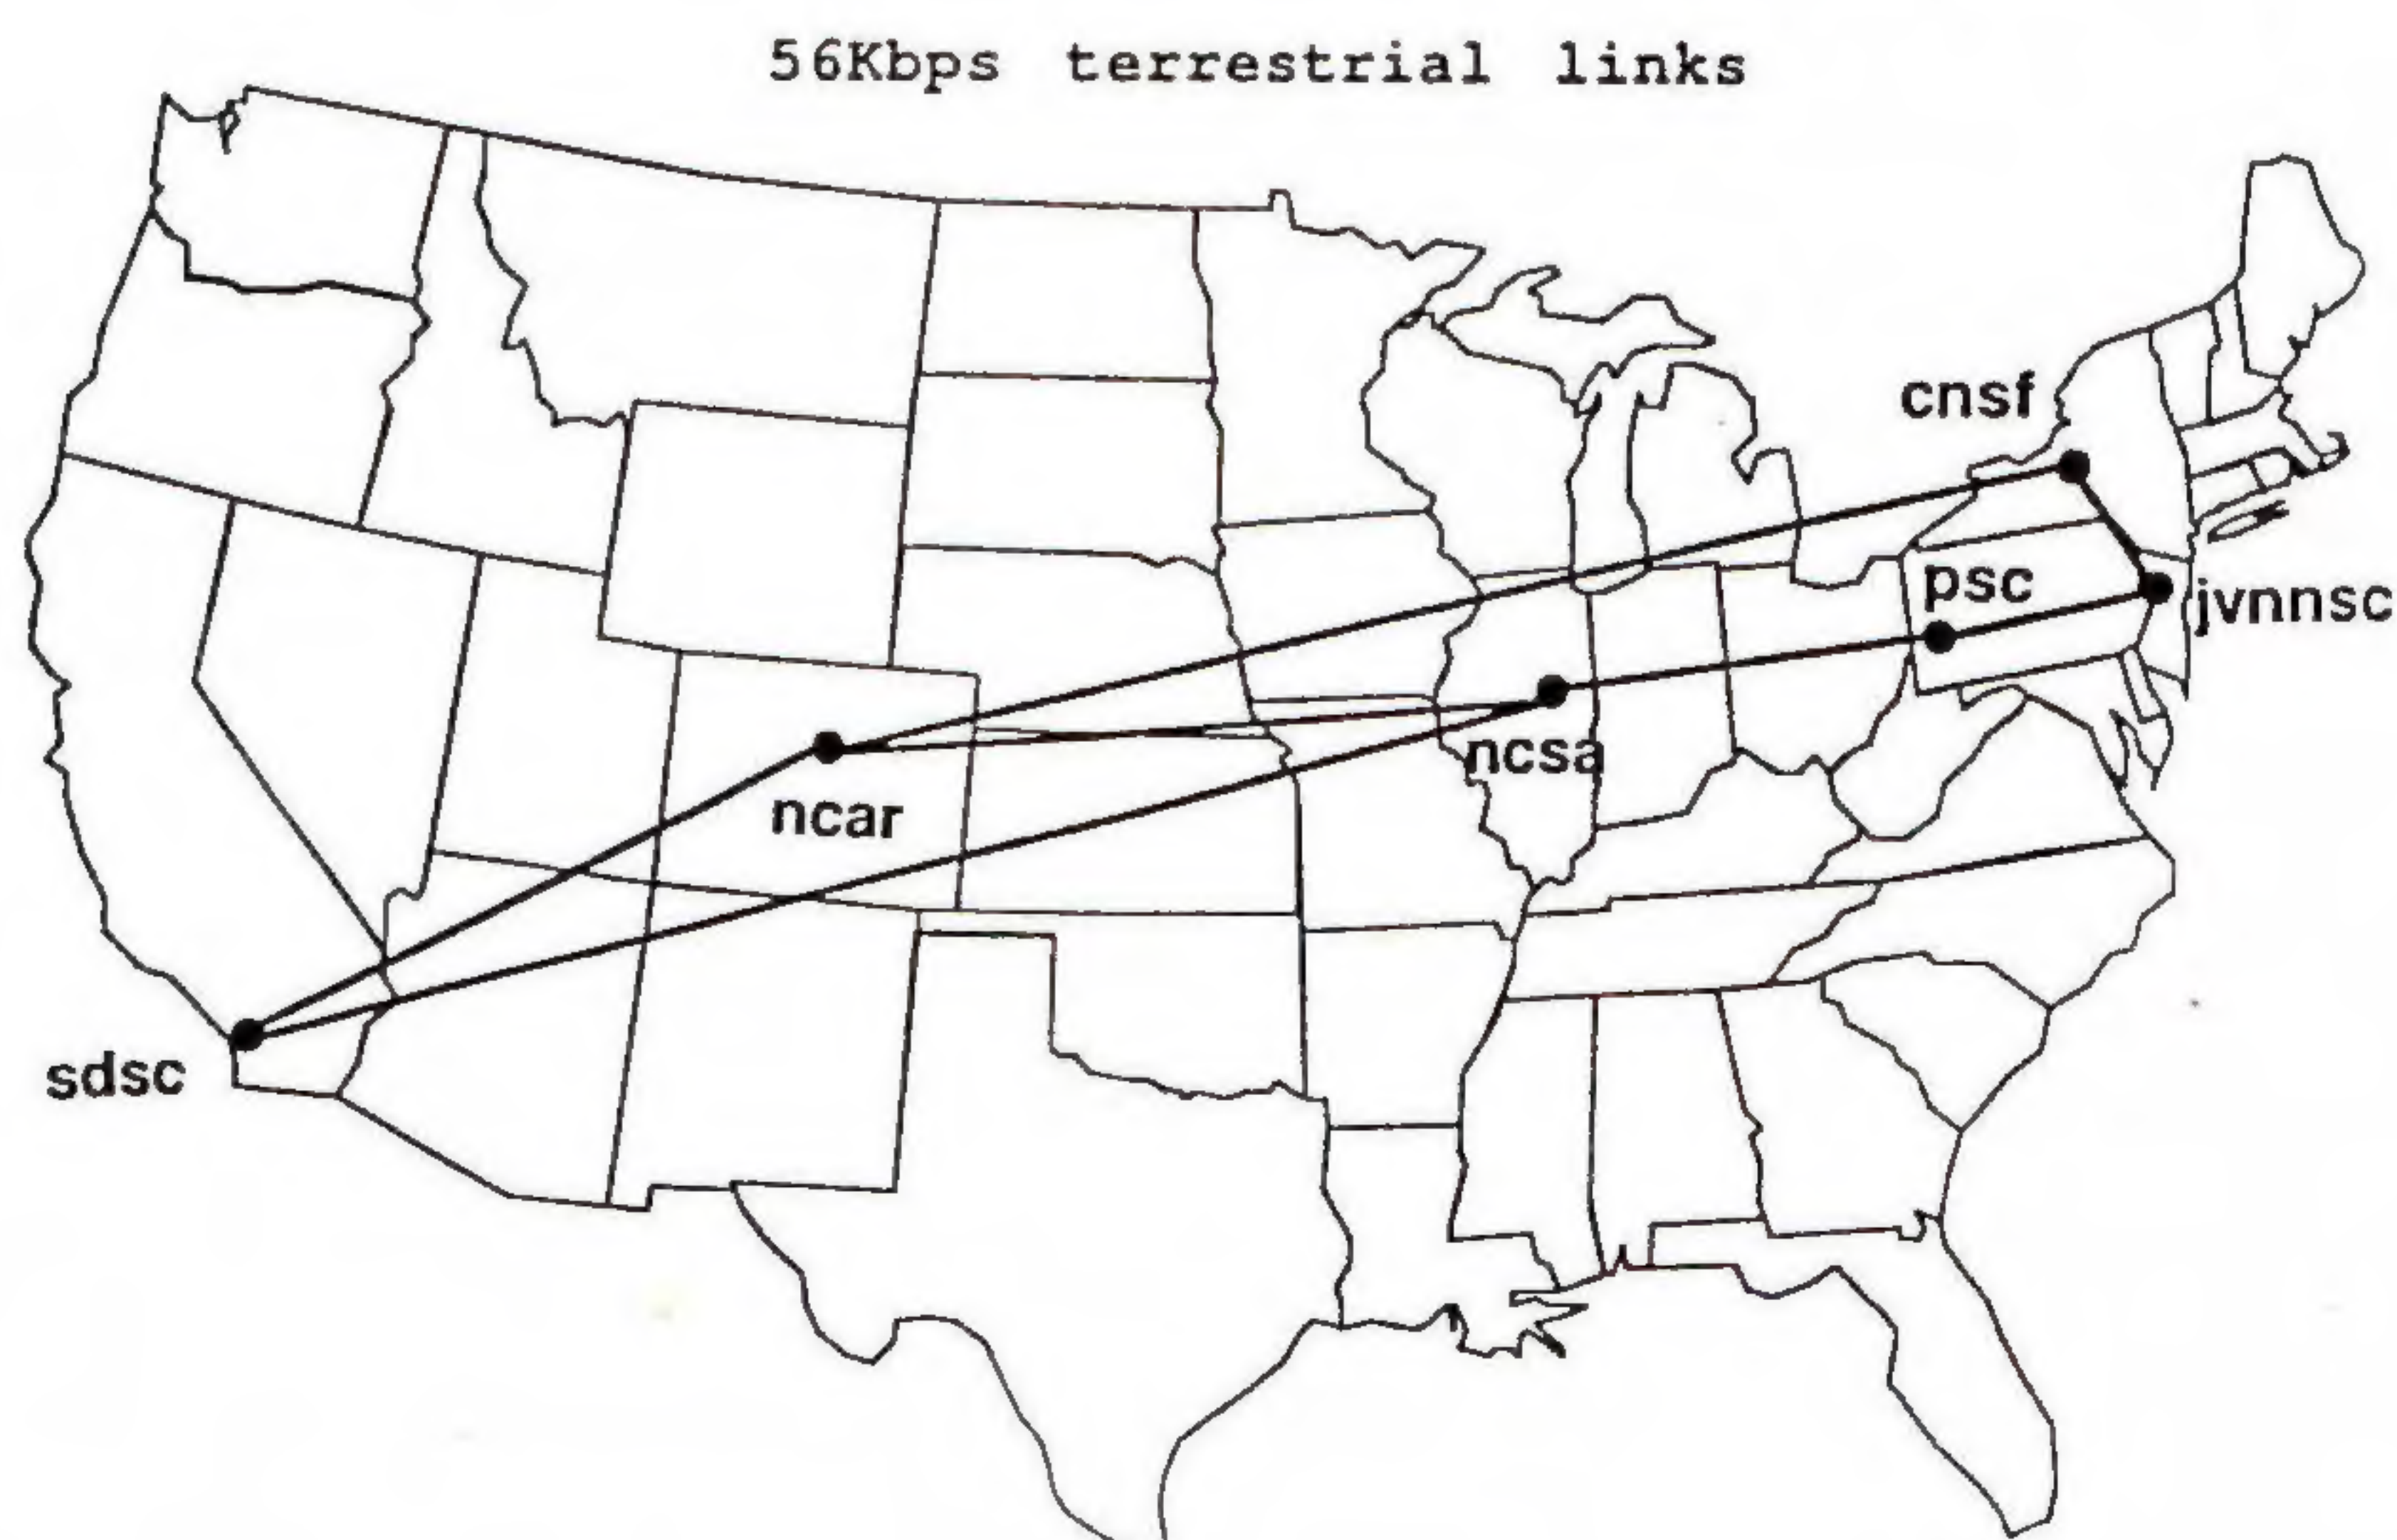 56Kbps terrestrial links
cnsf
psc
jvnnsc
ncsa
ncar
sdsc